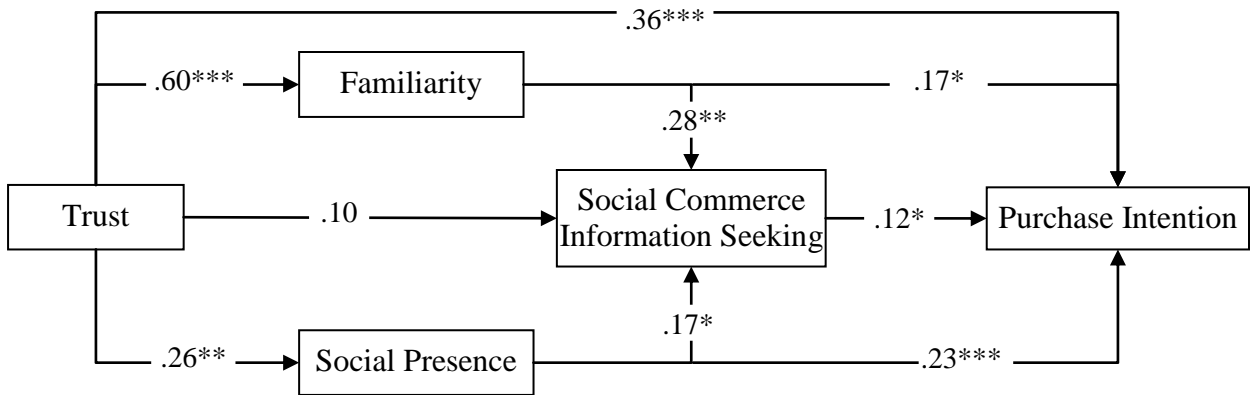 .36***
.60***
Familiarity
.17*
.28**
Trust
.10
Social Commerce
Information Seeking
.12*
Purchase Intention
.17*
.26**
Social Presence
.23***